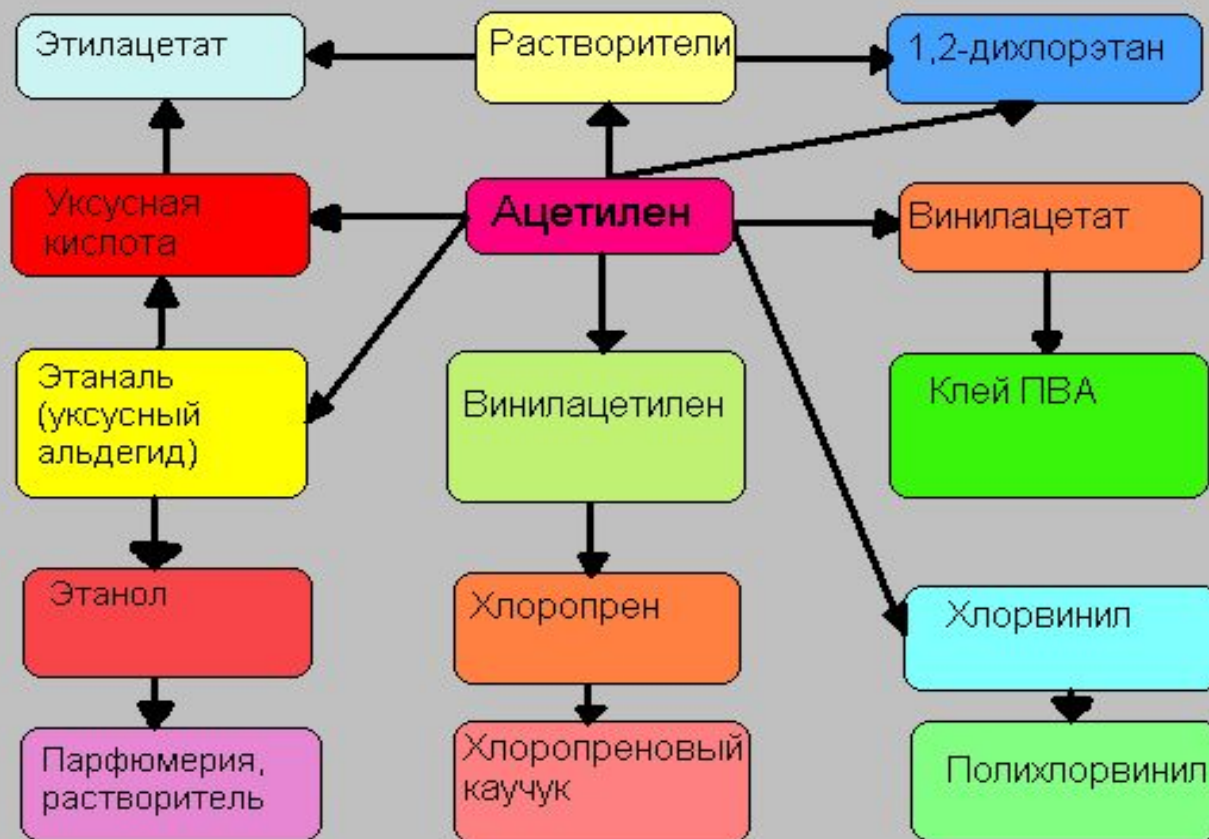 Этилацетат
Растворители
1,2-дихлорэтан
Уксусная
кислота
Ацетилен
Винилацетат
Этаналь
(уксусный
альдегид)
Винилацетилен
Клей ПВА
Этанол
Хлоропрен
Хлорвинил
Парфюмерия,
растворитель
Хлоропреновый
каучук
Полихлорвинил